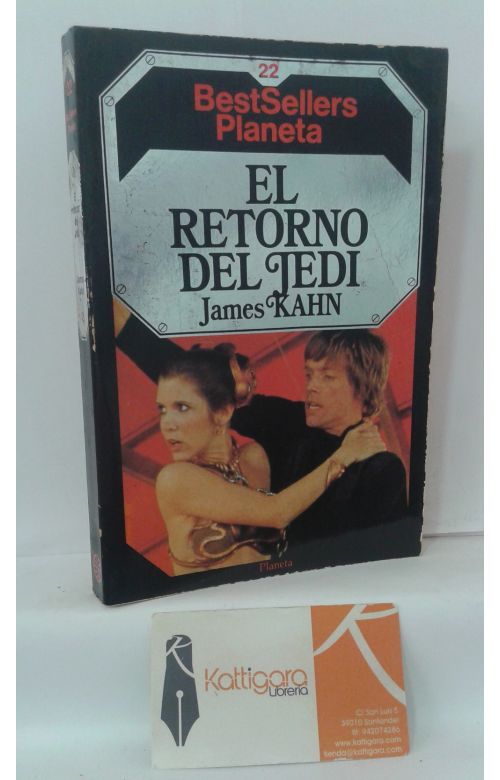 22
BestSellers
Planeta
EL
RETORNO
DEL JEDI
James KAHN
Planeta
Kattigara
Librería
C/ San Luis 5
39010 Santander
tlf: 942074286
www.kattigara.com
tienda@kattigara.com